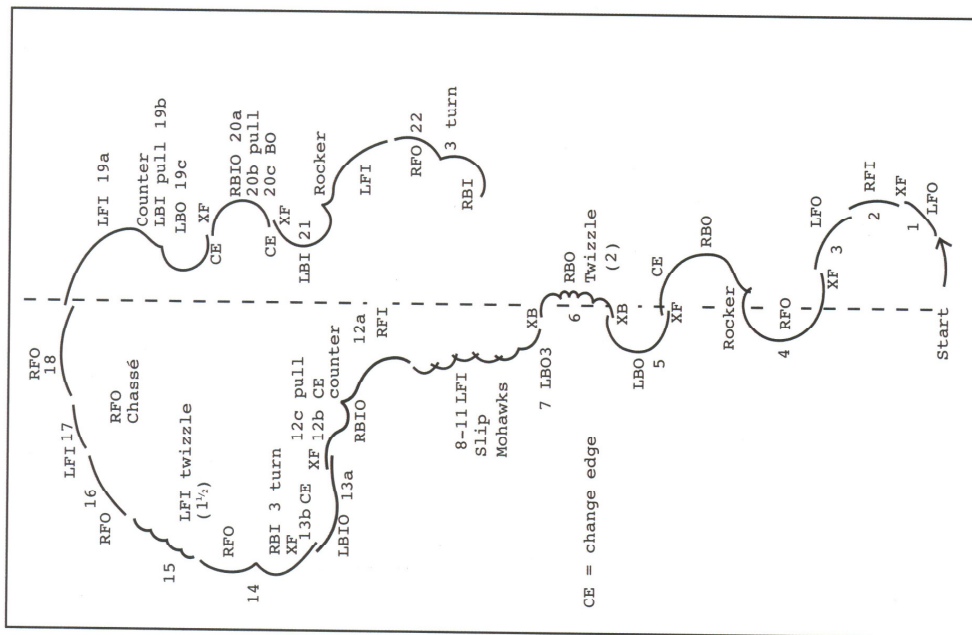 Start
LFO
1
XF
2
RFI
3
LFO
XF
RFO
4
Rocker
RBO
CE
XF
5
LBO
XB
6
RBO
Twizzle
(2)
XB
7 LBO3
8-11 LFI
Slip
Mohawks
12a
RFI
counter
RBIO
12b CE
12c pull
XF
LBIO 13a
13b CE
XF
RBI 3 turn
14
RFO
15
LFI twizzle
(1½)
RFO
16
LFI 17
RFO
Chassé
RFO
18
LFI 19a
Counter
LBI pull 19b
LBO 19c
XF
CE
RBIO 20a
20b pull
20c BO
CE
XF
LBI 21
Rocker
LFI
RFO 22
3 turn
RBI
CE = change edge